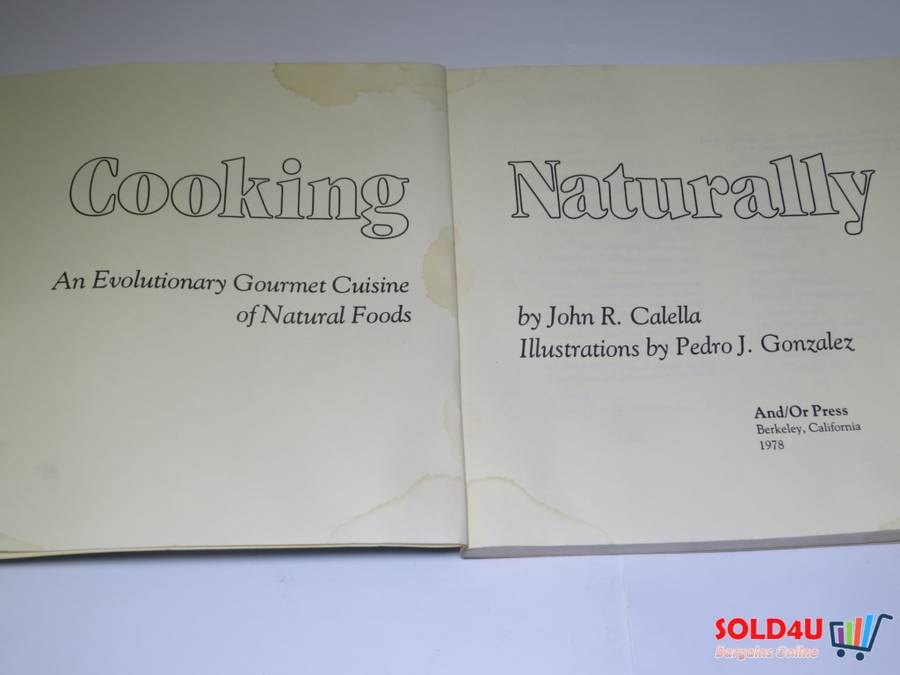 Cooking
An Evolutionary Gourmet Cuisine
of Natural Foods
Naturally
by John R. Calella
Illustrations by Pedro J. Gonzalez
And/Or Press
Berkeley, California
1978
SOLD4U
Bargains Online